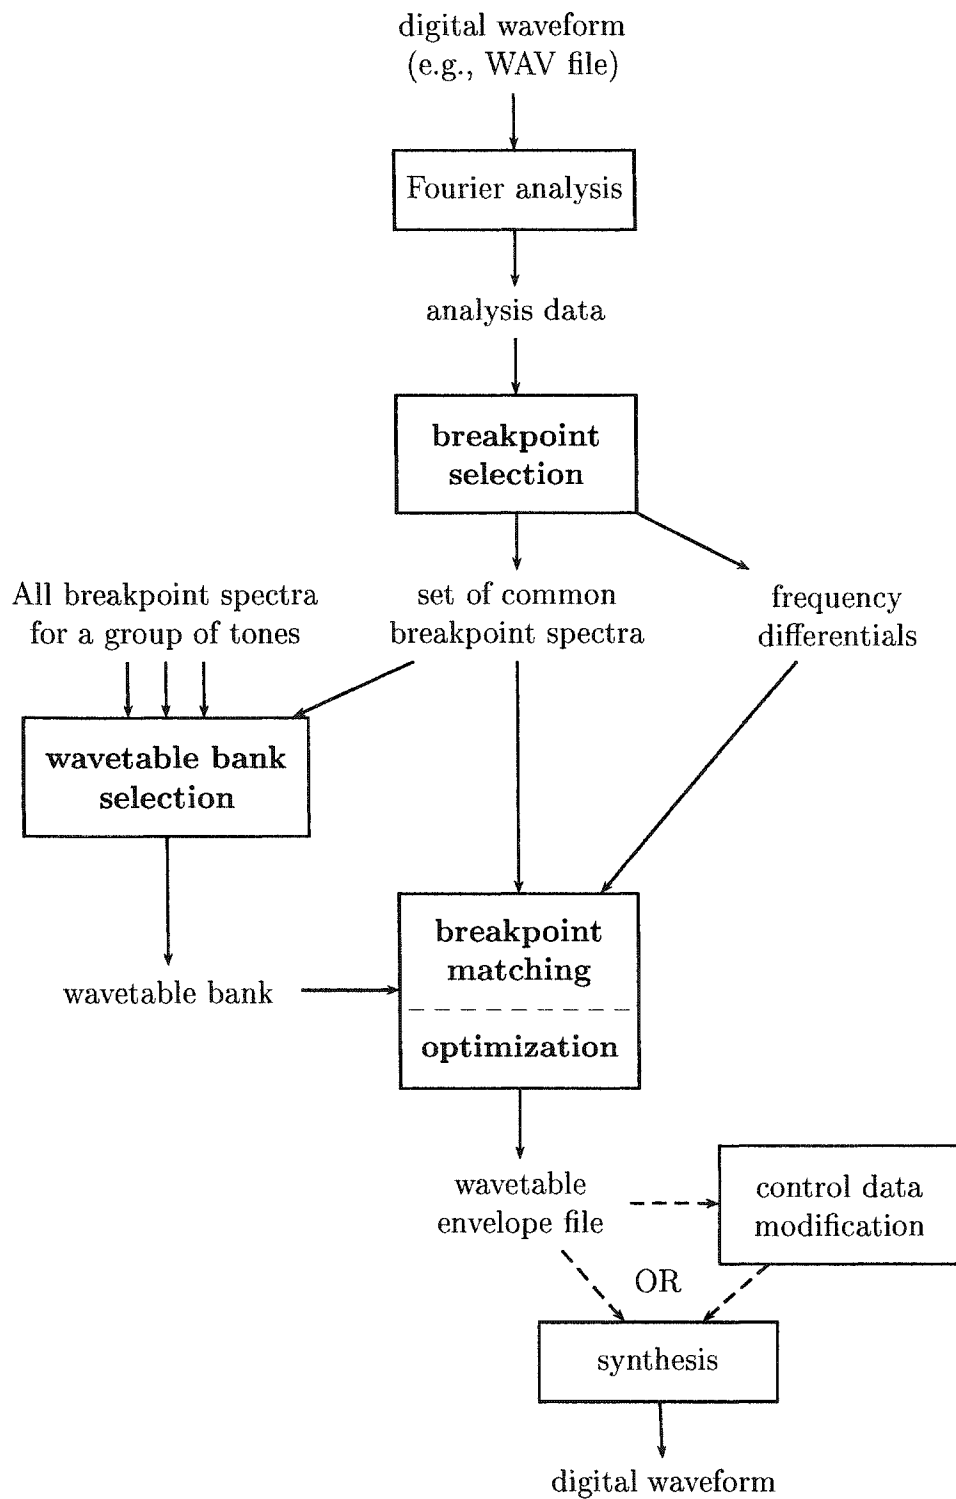 digital waveform
(e.g., WAV file)
Fourier analysis
analysis data
breakpoint
selection
All breakpoint spectra
for a group of tones
set of common
breakpoint spectra
frequency
differentials
wavetable bank
selection
breakpoint
matching
wavetable bank
optimization
wavetable
envelope file
control data
modification
OR
synthesis
digital waveform